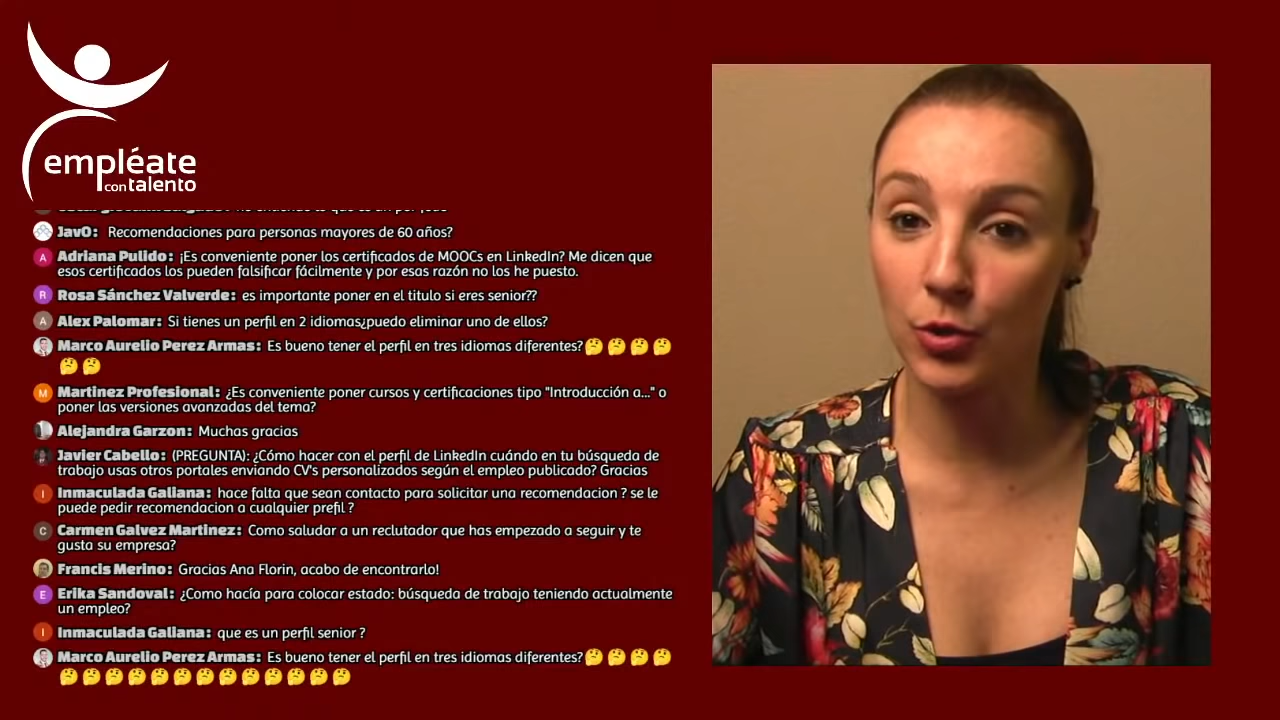 empléate
con talento
JavO: Recomendaciones para personas mayores de 60 años?
A Adriana Pulido: ¡Es conveniente poner los certificados de MOOCs en LinkedIn? Me dicen que
esos certificados los pueden falsificar fácilmente y por esas razón no los he puesto.
R Rosa Sánchez Valverde: es importante poner en el titulo si eres senior??
A Alex Palomar: Si tienes un perfil en 2 idiomas¿puedo eliminar uno de ellos?
Marco Aurelio Perez Armas: Es bueno tener el perfil en tres idiomas diferentes?🤔🤔🤔🤔
🤔🤔
M Martinez Profesional: ¿Es conveniente poner cursos y certificaciones tipo "Introducción a..." o
poner las versiones avanzadas del tema?
Alejandra Garzon: Muchas gracias
Javier Cabello: (PREGUNTA): ¿Cómo hacer con el perfil de LinkedIn cuándo en tu búsqueda de
trabajo usas otros portales enviando CV's personalizados según el empleo publicado? Gracias
I Inmaculada Galiana: hace falta que sean contacto para solicitar una recomendacion ? se le
puede pedir recomendacion a cualquier prefil ?
C Carmen Galvez Martinez: Como saludar a un reclutador que has empezado a seguir y te
gusta su empresa?
Francis Merino: Gracias Ana Florin, acabo de encontrarlo!
E Erika Sandoval: ¿Como hacía para colocar estado: búsqueda de trabajo teniendo actualmente
un empleo?
I Inmaculada Galiana: que es un perfil senior ?
Marco Aurelio Perez Armas: Es bueno tener el perfil en tres idiomas diferentes?🤔🤔🤔🤔
🤔🤔🤔🤔🤔🤔🤔🤔🤔🤔🤔🤔🤔